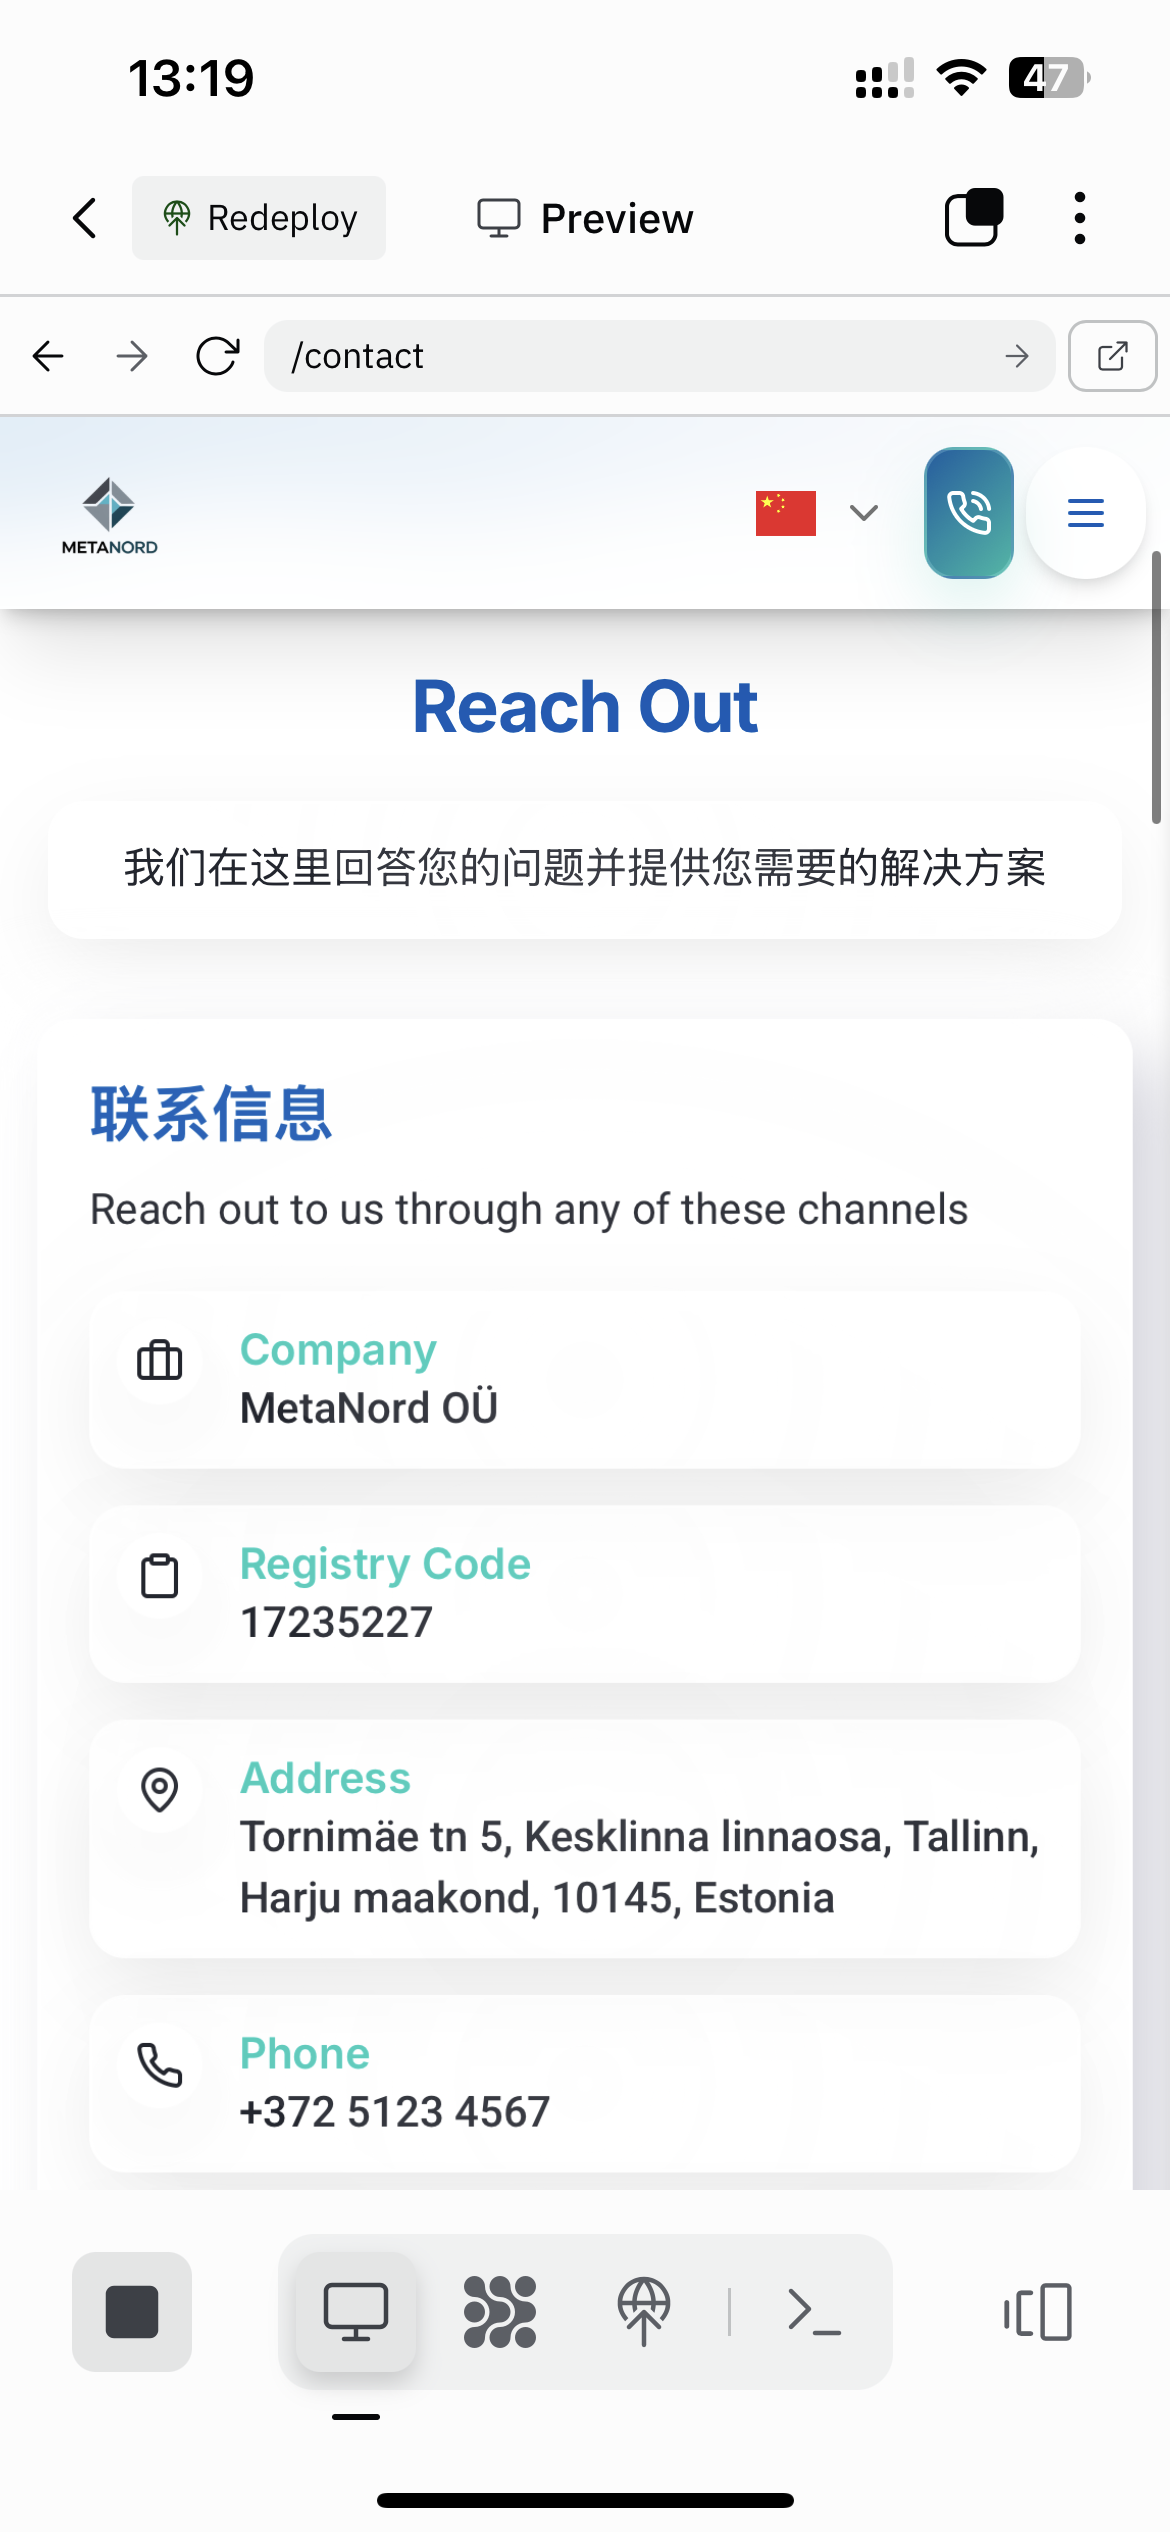 13:19
47
Redeploy
Preview
/contact
METANORD
Reach Out
我们在这里回答您的问题并提供您需要的解决方案
联系信息
Reach out to us through any of these channels
Company
MetaNord OÜ
Registry Code
17235227
Address
Tornimäe tn 5, Kesklinna linnaosa, Tallinn,
Harju maakond, 10145, Estonia
Phone
+372 5123 4567